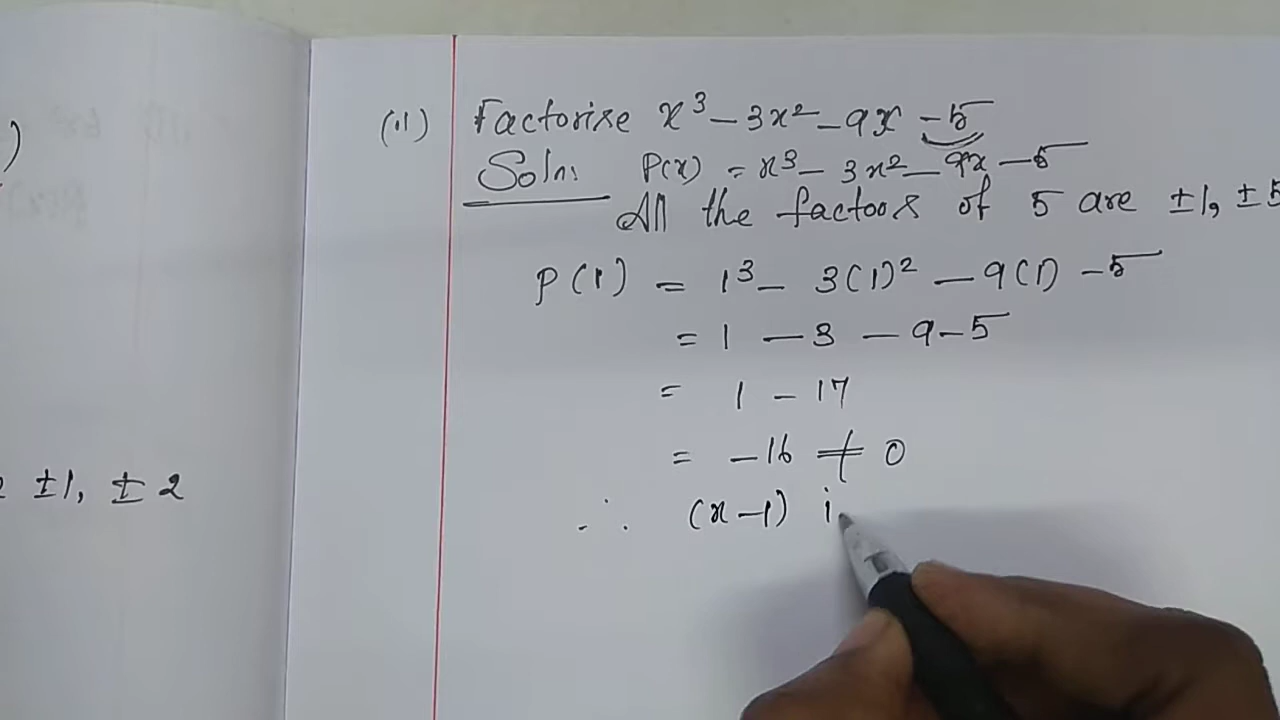 )
± 1, ± 2
(ii) Factorise x³ – 3x² – 9x – 5
Soln: P(x) = x³ – 3x² – 9x – 5
All the factors of 5 are ±1, ±5
P(1) = 1³ – 3(1)² – 9(1) – 5
= 1 – 3 – 9 – 5
= 1 – 17
= –16 ≠ 0
∴ (x – 1) i